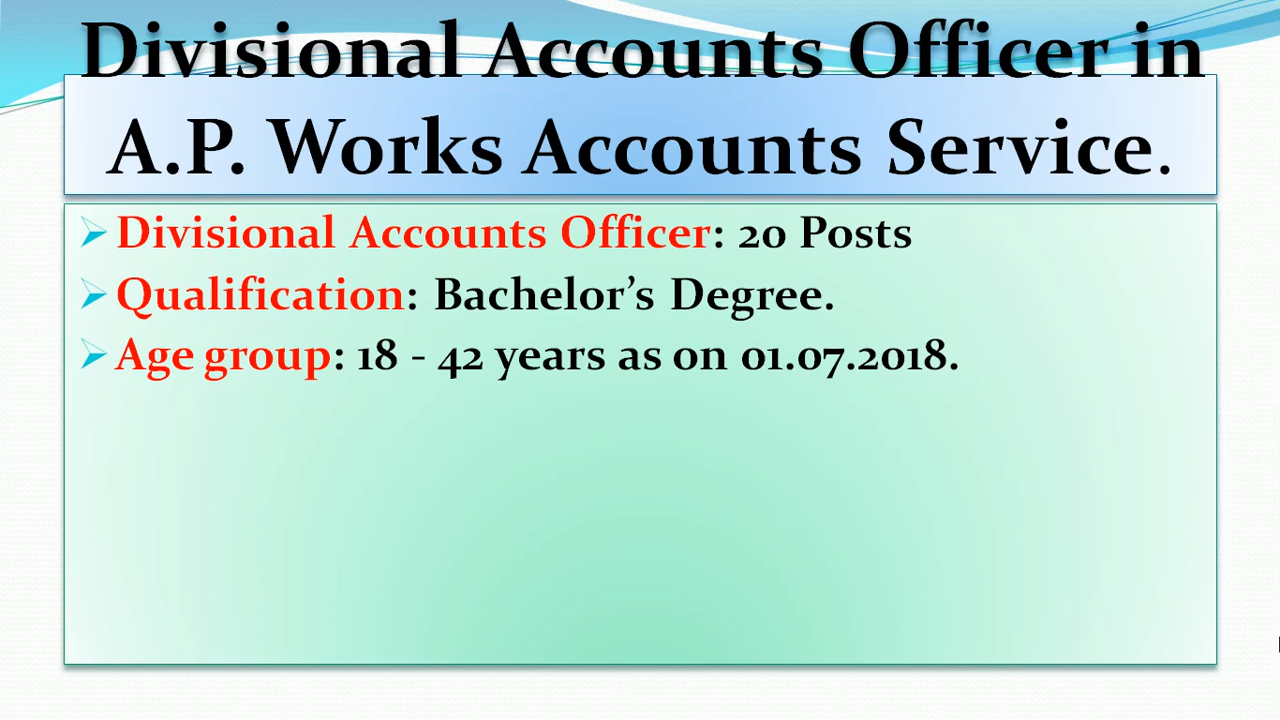 Divisional Accounts Officer in
A.P. Works Accounts Service.
Divisional Accounts Officer: 20 Posts
Qualification: Bachelor’s Degree.
Age group: 18 - 42 years as on 01.07.2018.